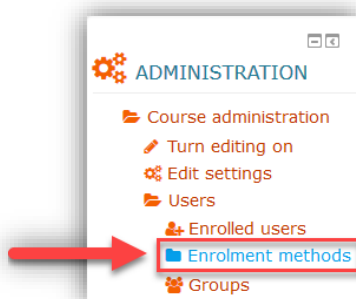 ADMINISTRATION
Course administration
Turn editing on
Edit settings
Users
Enrolled users
Enrolment methods
Groups